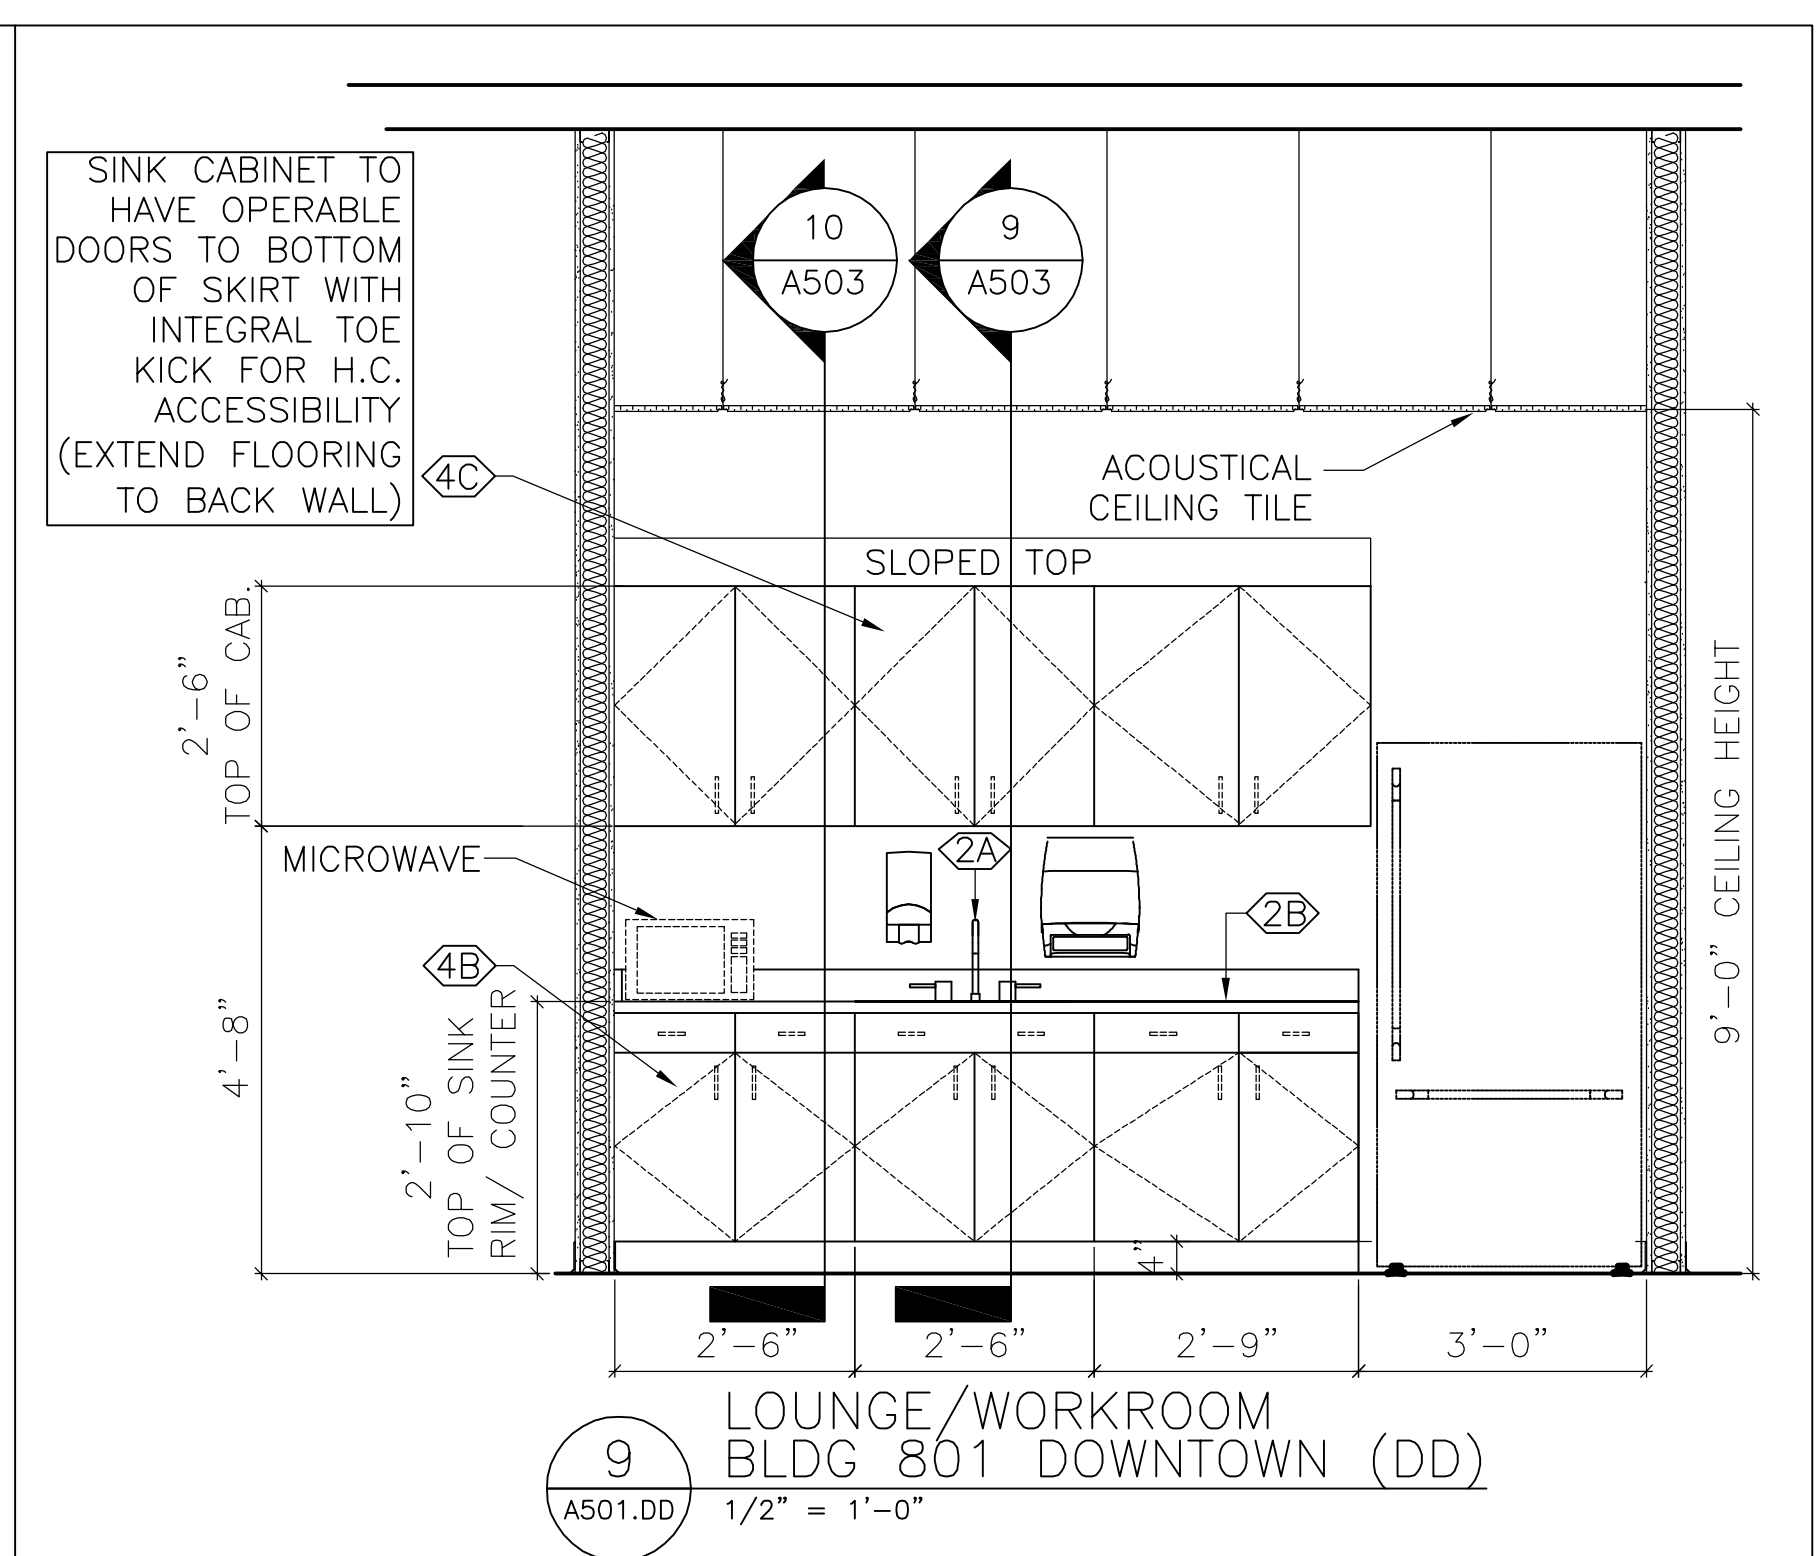 SINK CABINET TO
HAVE OPERABLE
DOORS TO BOTTOM
OF SKIRT WITH
INTEGRAL TOE
KICK FOR H.C.
ACCESSIBILITY
(EXTEND FLOORING
TO BACK WALL)
10
A503
9
A503
4C
ACOUSTICAL
CEILING TILE
SLOPED TOP
2'-6"
TOP OF CAB.
9'-0" CEILING HEIGHT
MICROWAVE
2A
2B
4B
4'-8"
2'-10"
TOP OF SINK
RIM/ COUNTER
4"
2'-6"
2'-6"
2'-9"
3'-0"
LOUNGE/WORKROOM
BLDG 801 DOWNTOWN (DD)
9
A501.DD
1/2" = 1'-0"